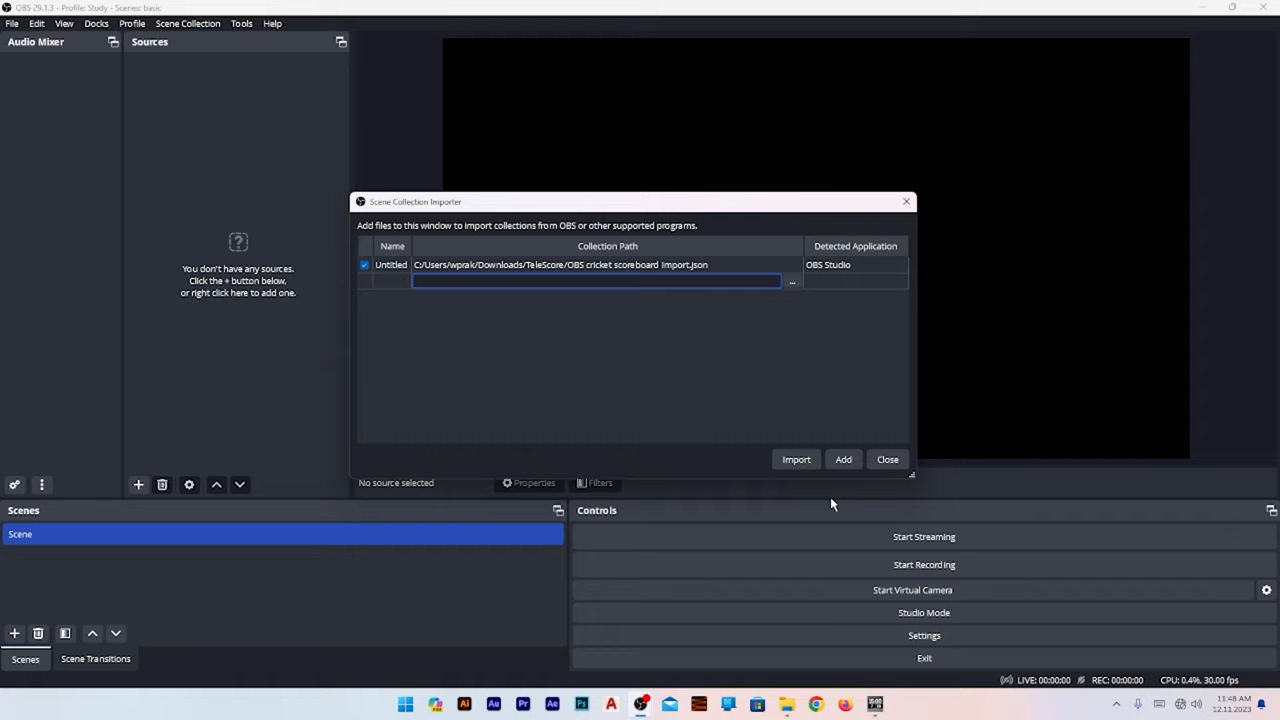 OBS 29.1.3 - Profile: Study - Scenes: basic
File Edit View Docks Profile Scene Collection Tools Help
Audio Mixer
Sources
You don't have any sources.
Click the + button below,
or right click here to add one.
Scene Collection Importer
Add files to this window to import collections from OBS or other supported programs.
Name Collection Path Detected Application
Untitled C:/Users/wprak/Downloads/TeleScore/OBS cricket scoreboard Import.json OBS Studio
...
Import Add Close
No source selected Properties Filters
Scenes
Scene
Scenes Scene Transitions
Controls
Start Streaming
Start Recording
Start Virtual Camera
Studio Mode
Settings
Exit
LIVE: 00:00:00 REC: 00:00:00 CPU: 0.4%, 30.00 fps
Ai Au Pr Ae Ps A
11:48 AM
12.11.2023